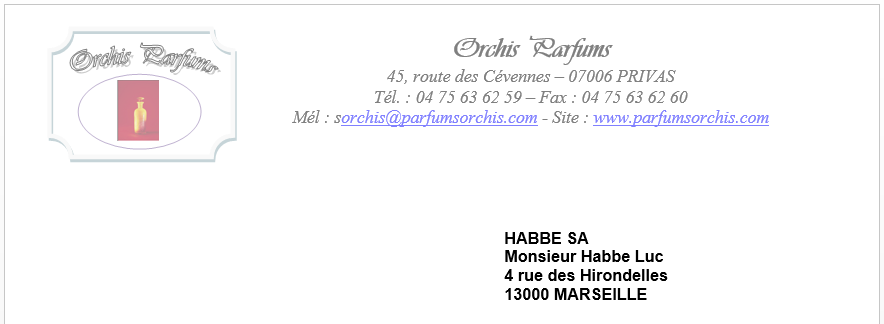 Orchis Parfums
Orchis Parfums
45, route des Cévennes – 07006 PRIVAS
Tél. : 04 75 63 62 59 – Fax : 04 75 63 62 60
Mél : sorchis@parfumsorchis.com - Site : www.parfumsorchis.com
HABBE SA
Monsieur Habbe Luc
4 rue des Hirondelles
13000 MARSEILLE